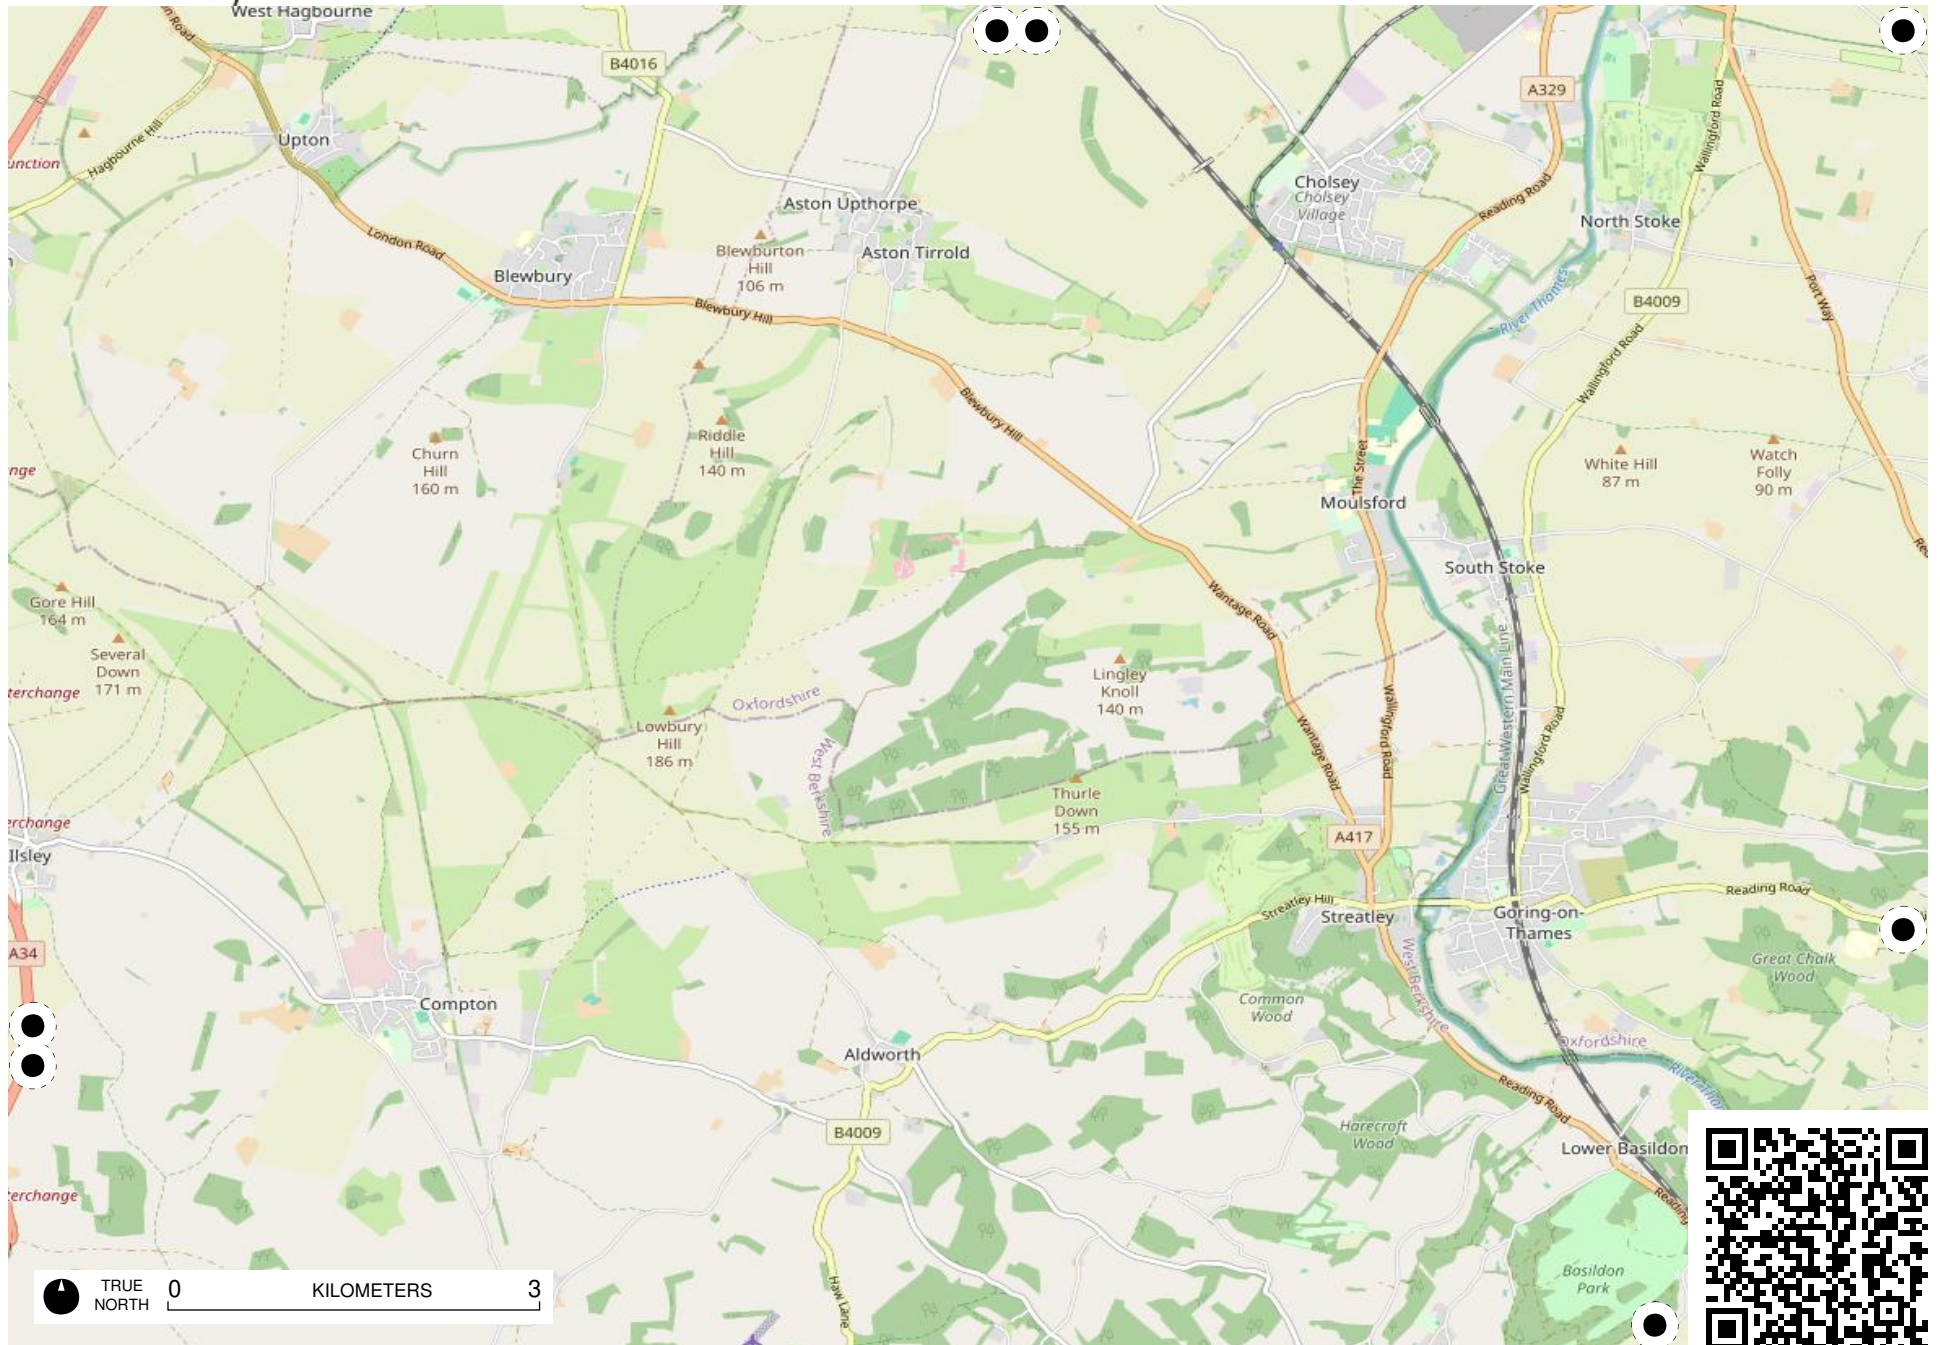 West Hagbourne
B4016
A329
Wallingford Road
Hagbourne Hill
Upton
unction
Cholsey
Cholsey
Village
Reading Road
North Stoke
Aston Upthorpe
London Road
Blewburton
Hill
106 m
Aston Tirrold
Blewbury
Blewbury Hill
River Thames
B4009
Port Way
Wallingford Road
Blewbury Hill
Riddle
Hill
140 m
Churn
Hill
160 m
The Street
White Hill
87 m
Watch
Folly
90 m
nge
Moulsford
South Stoke
Wantage Road
Gore Hill
164 m
Several
Down
171 m
Lingley
Knoll
140 m
Great Western Main Line
terchange
Oxfordshire
West Berkshire
Lowbury
Hill
186 m
Wantage Road
Wallingford Road
Wallingford Road
Thurle
Down
155 m
erchange
A417
Ilsley
Reading Road
Streatley Hill
Streatley
Goring-on-
Thames
A34
West Berkshire
Great Chalk
Wood
Compton
Common
Wood
Oxfordshire
Aldworth
River Tham
Reading Road
B4009
Harecroft
Wood
Lower Basildon
terchange
Reading
Basildon
Park
Haw Lane
TRUE
NORTH
0 KILOMETERS 3